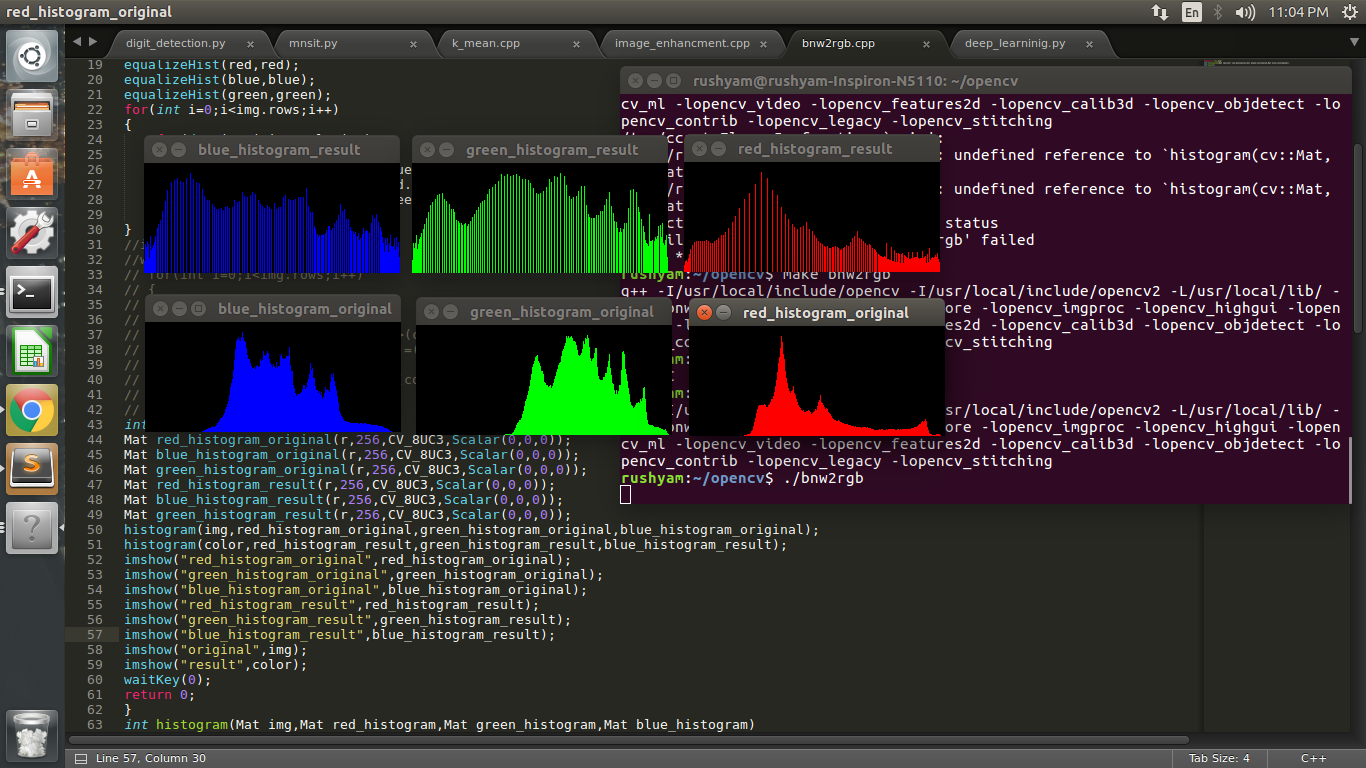 red_histogram_original
En
11:04 PM
digit_detection.py
mnsit.py
k_mean.cpp
image_enhancment.cpp
bnw2rgb.cpp
deep_learninig.py
19 equalizeHist(red,red);
20 equalizeHist(blue,blue);
21 equalizeHist(green,green);
22 for(int i=0;i<img.rows;i++)
23 {
24
25
26
27
28
29
30 }
31
32
33 // for(int i=0;i<img.rows;i++)
34 // {
35 //
36 //
37 //
38 //
39 //
40 //
41 //
42 //
43 int
44 Mat red_histogram_original(r,256,CV_8UC3,Scalar(0,0,0));
45 Mat blue_histogram_original(r,256,CV_8UC3,Scalar(0,0,0));
46 Mat green_histogram_original(r,256,CV_8UC3,Scalar(0,0,0));
47 Mat red_histogram_result(r,256,CV_8UC3,Scalar(0,0,0));
48 Mat blue_histogram_result(r,256,CV_8UC3,Scalar(0,0,0));
49 Mat green_histogram_result(r,256,CV_8UC3,Scalar(0,0,0));
50 histogram(img,red_histogram_original,green_histogram_original,blue_histogram_original);
51 histogram(color,red_histogram_result,green_histogram_result,blue_histogram_result);
52 imshow("red_histogram_original",red_histogram_original);
53 imshow("green_histogram_original",green_histogram_original);
54 imshow("blue_histogram_original",blue_histogram_original);
55 imshow("red_histogram_result",red_histogram_result);
56 imshow("green_histogram_result",green_histogram_result);
57 imshow("blue_histogram_result",blue_histogram_result);
58 imshow("original",img);
59 imshow("result",color);
60 waitKey(0);
61 return 0;
62 }
63 int histogram(Mat img,Mat red_histogram,Mat green_histogram,Mat blue_histogram)
blue_histogram_result
green_histogram_result
red_histogram_result
blue_histogram_original
green_histogram_original
red_histogram_original
rushyam@rushyam-Inspiron-N5110: ~/opencv
cv_ml -lopencv_video -lopencv_features2d -lopencv_calib3d -lopencv_objdetect -lo
pencv_contrib -lopencv_legacy -lopencv_stitching
: undefined reference to `histogram(cv::Mat,
: undefined reference to `histogram(cv::Mat,
status
rgb' failed
rushyam:~/opencv$ make bnw2rgb
g++ -I/usr/local/include/opencv -I/usr/local/include/opencv2 -L/usr/local/lib/ -
ore -lopencv_imgproc -lopencv_highgui -lopen
cv_ml -lopencv_video -lopencv_features2d -lopencv_calib3d -lopencv_objdetect -lo
pencv_contrib -lopencv_legacy -lopencv_stitching
sr/local/include/opencv2 -L/usr/local/lib/ -
ore -lopencv_imgproc -lopencv_highgui -lopen
cv_ml -lopencv_video -lopencv_features2d -lopencv_calib3d -lopencv_objdetect -lo
pencv_contrib -lopencv_legacy -lopencv_stitching
rushyam:~/opencv$ ./bnw2rgb
Line 57, Column 30
Tab Size: 4
C++